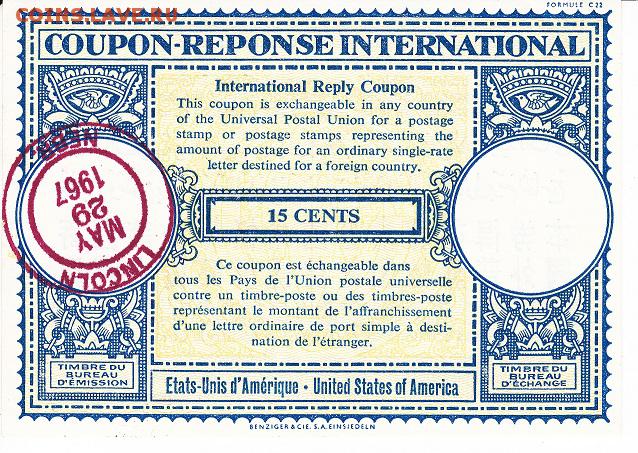 COINS.LAVE.RU
FORMULE C 22
COUPON-REPONSE INTERNATIONAL
International Reply Coupon
This coupon is exchangeable in any country
of the Universal Postal Union for a postage
stamp or postage stamps representing the
amount of postage for an ordinary single-rate
letter destined for a foreign country.
15 CENTS
Ce coupon est échangeable dans
tous les Pays de l'Union postale universelle
contre un timbre-poste ou des timbres-poste
représentant le montant de l'affranchissement
d'une lettre ordinaire de port simple à desti-
nation de l'étranger.
LINCOLN
MAY
29
1967
NEBR.
TIMBRE DU
BUREAU
D'ÉMISSION
Etats-Unis d'Amérique · United States of America
TIMBRE DU
BUREAU
D'ÉCHANGE
BENZIGER & CIE. S.A. EINSIEDELN